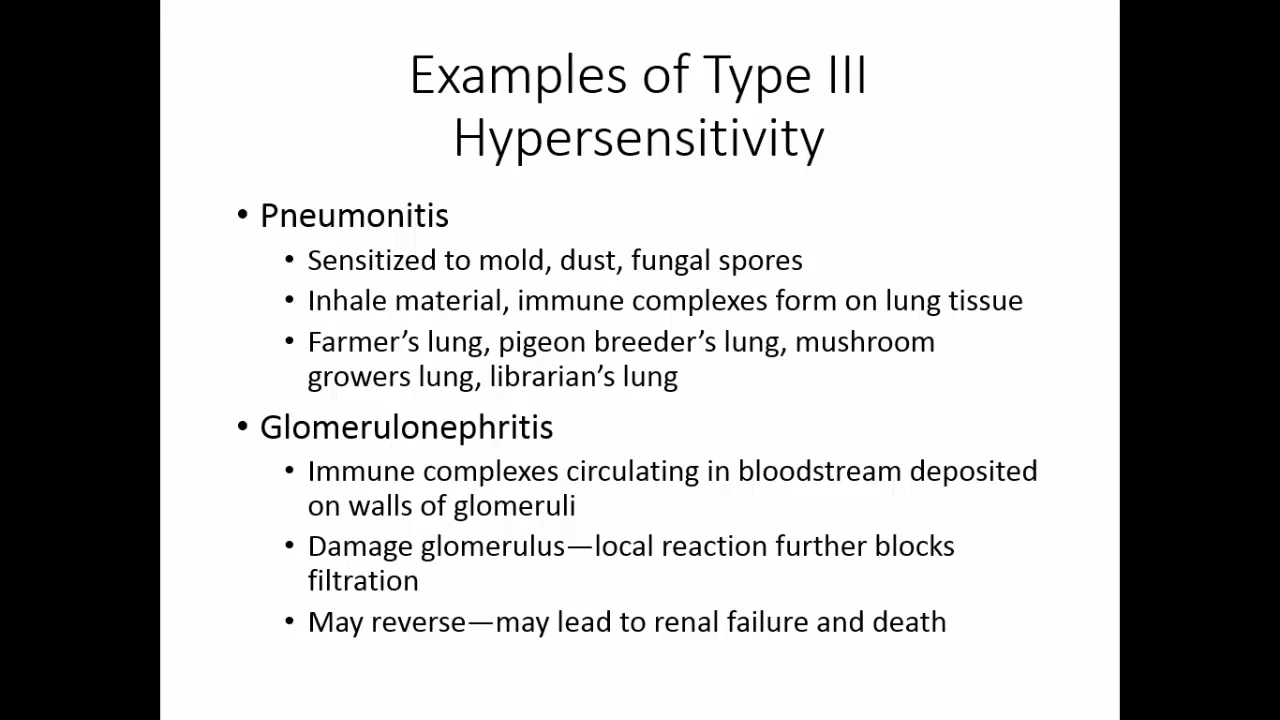 Examples of Type III
Hypersensitivity
• Pneumonitis
• Sensitized to mold, dust, fungal spores
• Inhale material, immune complexes form on lung tissue
• Farmer’s lung, pigeon breeder’s lung, mushroom
growers lung, librarian’s lung
• Glomerulonephritis
• Immune complexes circulating in bloodstream deposited
on walls of glomeruli
• Damage glomerulus—local reaction further blocks
filtration
• May reverse—may lead to renal failure and death